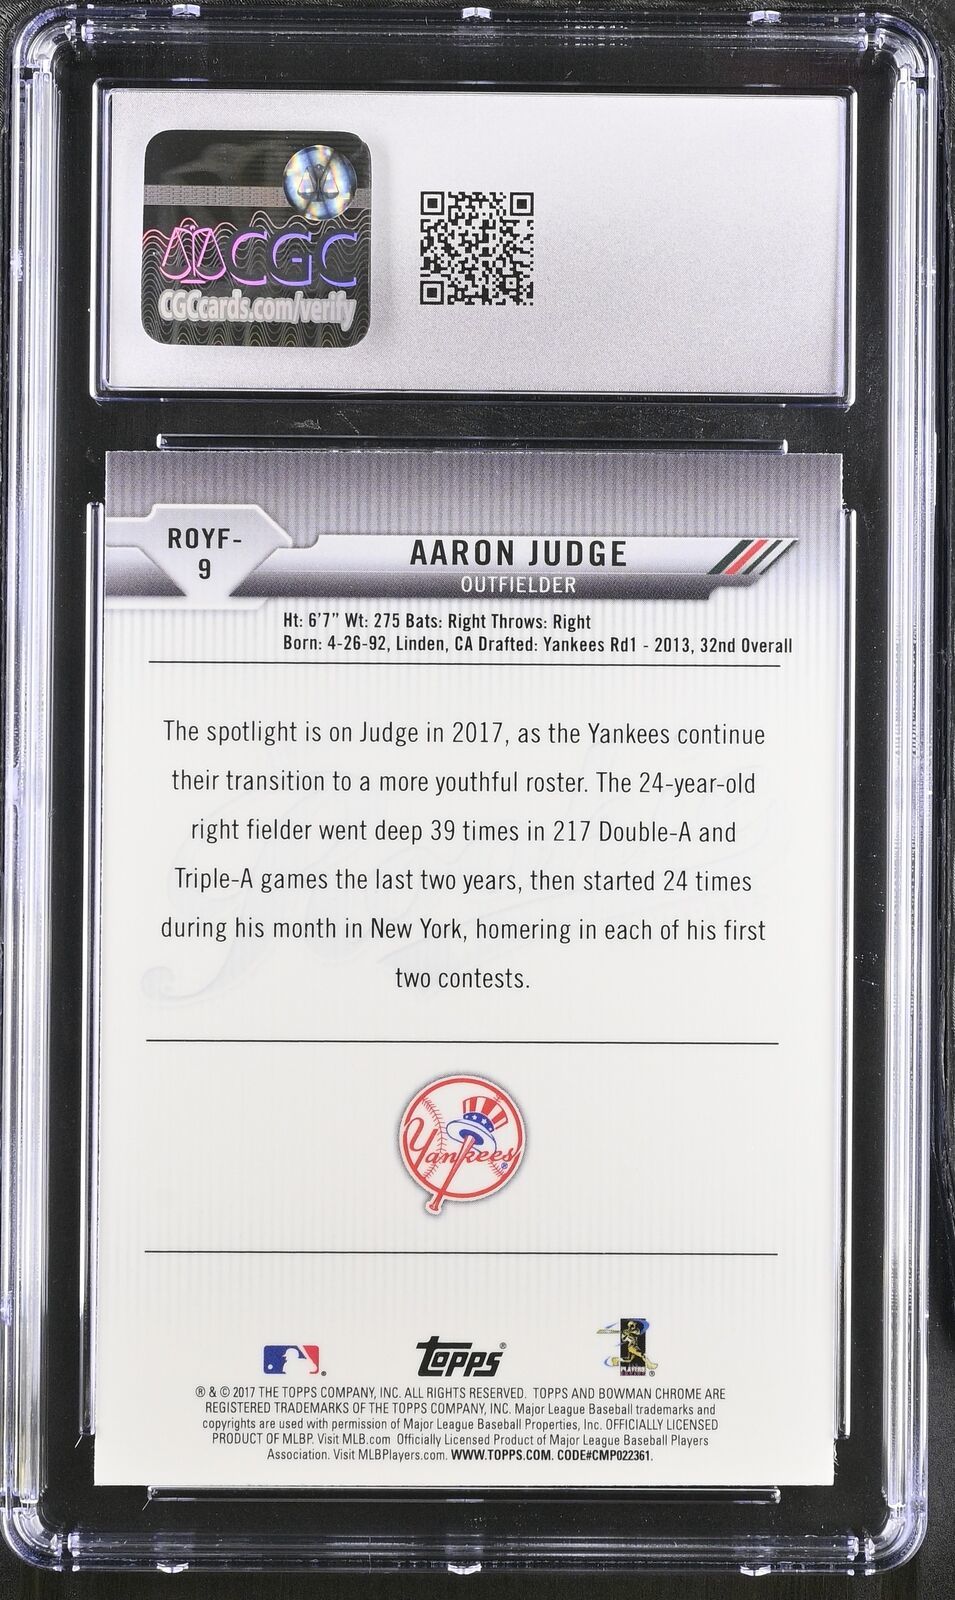 CGC
CGCcards.com/verify
ROYF-
9
AARON JUDGE
OUTFIELDER
Ht: 6'7" Wt: 275 Bats: Right Throws: Right
Born: 4-26-92, Linden, CA Drafted: Yankees Rd1 - 2013, 32nd Overall
The spotlight is on Judge in 2017, as the Yankees continue
their transition to a more youthful roster. The 24-year-old
right fielder went deep 39 times in 217 Double-A and
Triple-A games the last two years, then started 24 times
during his month in New York, homering in each of his first
two contests.
Yankees®
®
Topps®
PLAYERS
®
® & © 2017 THE TOPPS COMPANY, INC. ALL RIGHTS RESERVED. TOPPS AND BOWMAN CHROME ARE
REGISTERED TRADEMARKS OF THE TOPPS COMPANY, INC. Major League Baseball trademarks and
copyrights are used with permission of Major League Baseball Properties, Inc. OFFICIALLY LICENSED
PRODUCT OF MLBP. Visit MLB.com Officially Licensed Product of Major League Baseball Players
Association. Visit MLBPlayers.com. WWW.TOPPS.COM. CODE#CMP022361.